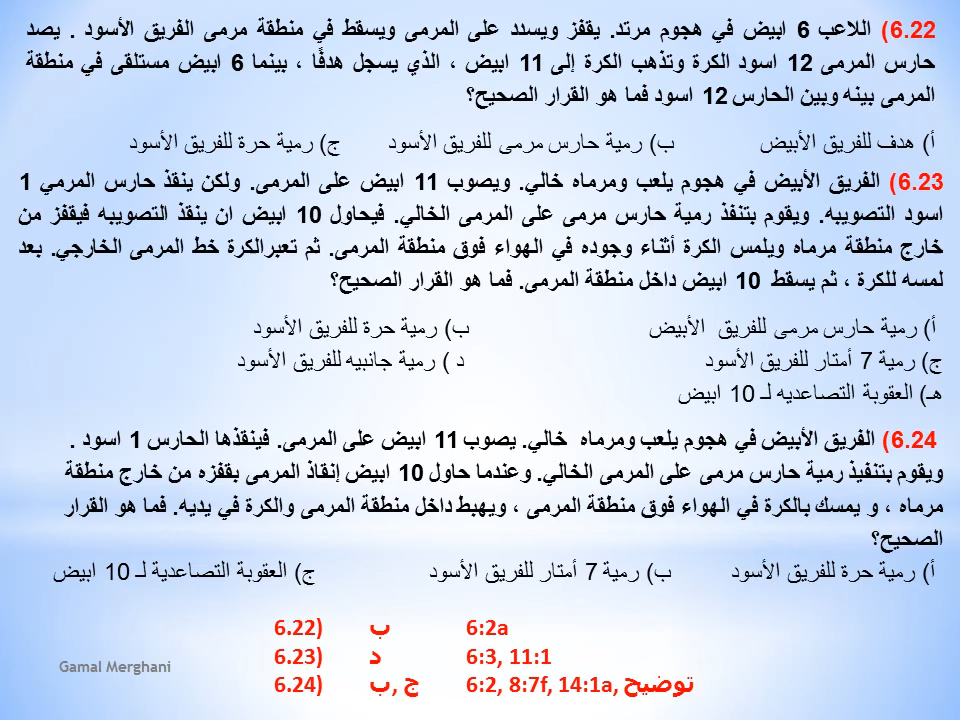 6.22) اللاعب 6 ابيض في هجوم مرتد. يقفز ويسدد على المرمى ويسقط في منطقة مرمى الفريق الأسود . يصد
حارس المرمى 12 اسود الكرة وتذهب الكرة إلى 11 ابيض ، الذي يسجل هدفًا ، بينما 6 ابيض مستلقى في منطقة
المرمى بينه وبين الحارس 12 اسود فما هو القرار الصحيح؟
أ) هدف للفريق الأبيض ب) رمية حارس مرمى للفريق الأسود ج) رمية حرة للفريق الأسود
6.23) الفريق الأبيض في هجوم يلعب ومرماه خالي. ويصوب 11 ابيض على المرمى. ولكن ينقذ حارس المرمي 1
اسود التصويبه. ويقوم بتنفذ رمية حارس مرمى على المرمى الخالي. فيحاول 10 ابيض ان ينقذ التصويبه فيقفز من
خارج منطقة مرماه ويلمس الكرة أثناء وجوده في الهواء فوق منطقة المرمى. ثم تعبرالكرة خط المرمى الخارجي. بعد
لمسه للكرة ، ثم يسقط 10 ابيض داخل منطقة المرمى. فما هو القرار الصحيح؟
أ) رمية حارس مرمى للفريق الأبيض ب) رمية حرة للفريق الأسود
ج) رمية 7 أمتار للفريق الأسود د ) رمية جانبيه للفريق الأسود
هـ) العقوبة التصاعديه لـ 10 ابيض
6.24) الفريق الأبيض في هجوم يلعب ومرماه خالي. يصوب 11 ابيض على المرمى. فينقذها الحارس 1 اسود .
ويقوم بتنفيذ رمية حارس مرمى على المرمى الخالي. وعندما حاول 10 ابيض إنقاذ المرمى بقفزه من خارج منطقة
مرماه ، و يمسك بالكرة في الهواء فوق منطقة المرمى ، ويهبط داخل منطقة المرمى والكرة في يديه. فما هو القرار
الصحيح؟
أ) رمية حرة للفريق الأسود ب) رمية 7 أمتار للفريق الأسود ج) العقوبة التصاعدية لـ 10 ابيض
6.22) ب 6:2a
6.23) د 6:3, 11:1
6.24) ب, ج 6:2, 8:7f, 14:1a, توضيح
Gamal Merghani